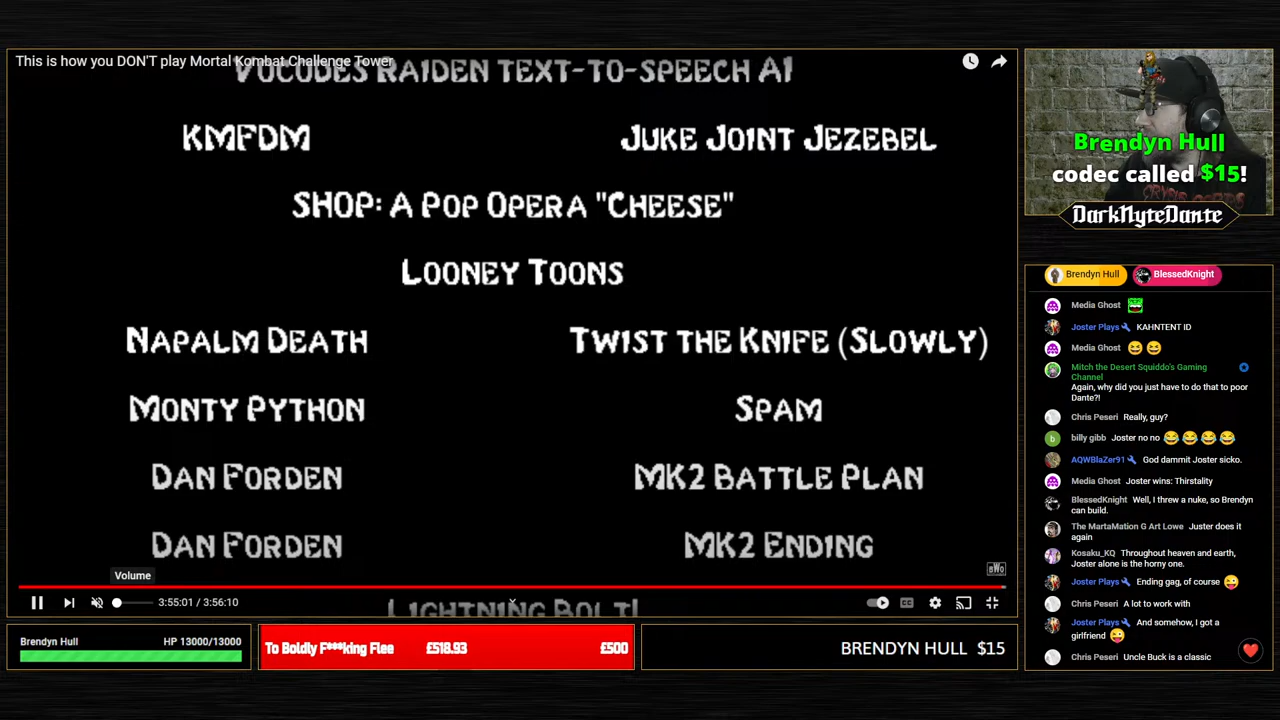 This is how you DON'T play Mortal Kombat Challenge Tower
VOCODES RAIDEN TEXT-TO-SPEECH AI
KMFDM JUKE JOINT JEZEBEL
SHOP: A POP OPERA "CHEESE"
LOONEY TOONS
NAPALM DEATH TWIST THE KNIFE (SLOWLY)
MONTY PYTHON SPAM
DAN FORDEN MK2 BATTLE PLAN
DAN FORDEN MK2 ENDING
LIGHTNING BOLT!
Volume
3:55:01 / 3:56:10
CC
BWO
Brendyn Hull
codec called $15!
DarkNyteDante
Brendyn Hull BlessedKnight
Media Ghost
Joster Plays KAHNTENT ID
Media Ghost
Mitch the Desert Squiddo's Gaming
Channel
Again, why did you just have to do that to poor
Dante?!
Chris Peseri Really, guy?
b billy gibb Joster no no
AQWBlaZer91 God dammit Joster sicko.
Media Ghost Joster wins: Thirstality
BlessedKnight Well, I threw a nuke, so Brendyn
can build.
The MartaMation G Art Lowe Juster does it
again
Kosaku_KQ Throughout heaven and earth,
Joster alone is the horny one.
Joster Plays Ending gag, of course
Chris Peseri A lot to work with
Joster Plays And somehow, I got a
girlfriend
Chris Peseri Uncle Buck is a classic
Brendyn Hull HP 13000/13000
To Boldly F***king Flee £518.93 £500
BRENDYN HULL $15